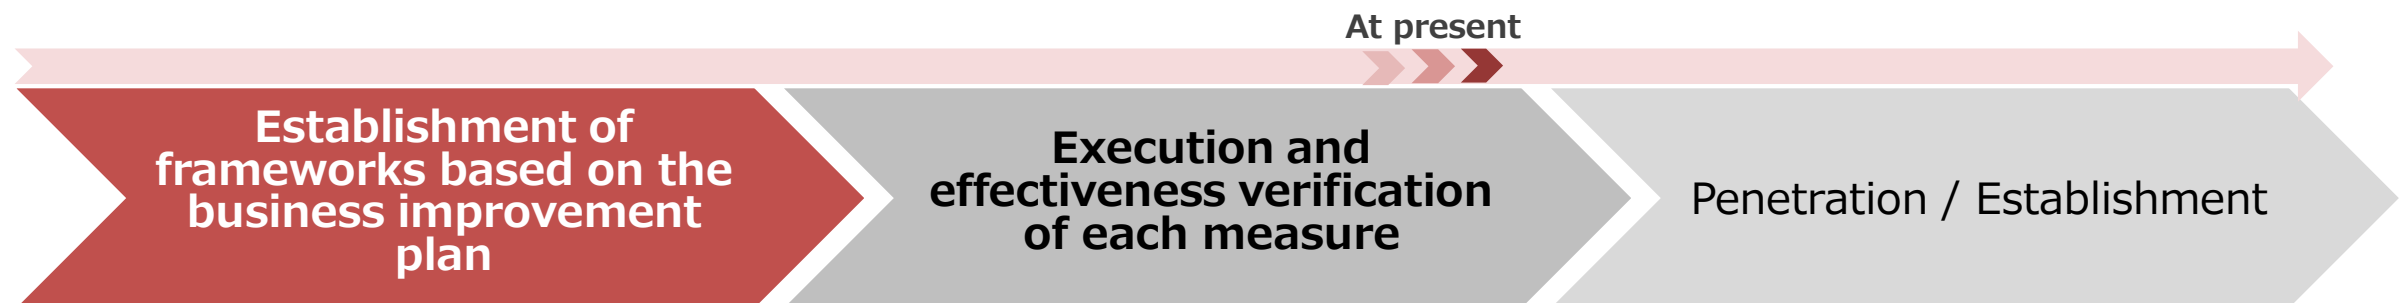 At present
Establishment of
frameworks based on the
business improvement
plan
Execution and
effectiveness verification
of each measure
Penetration / Establishment